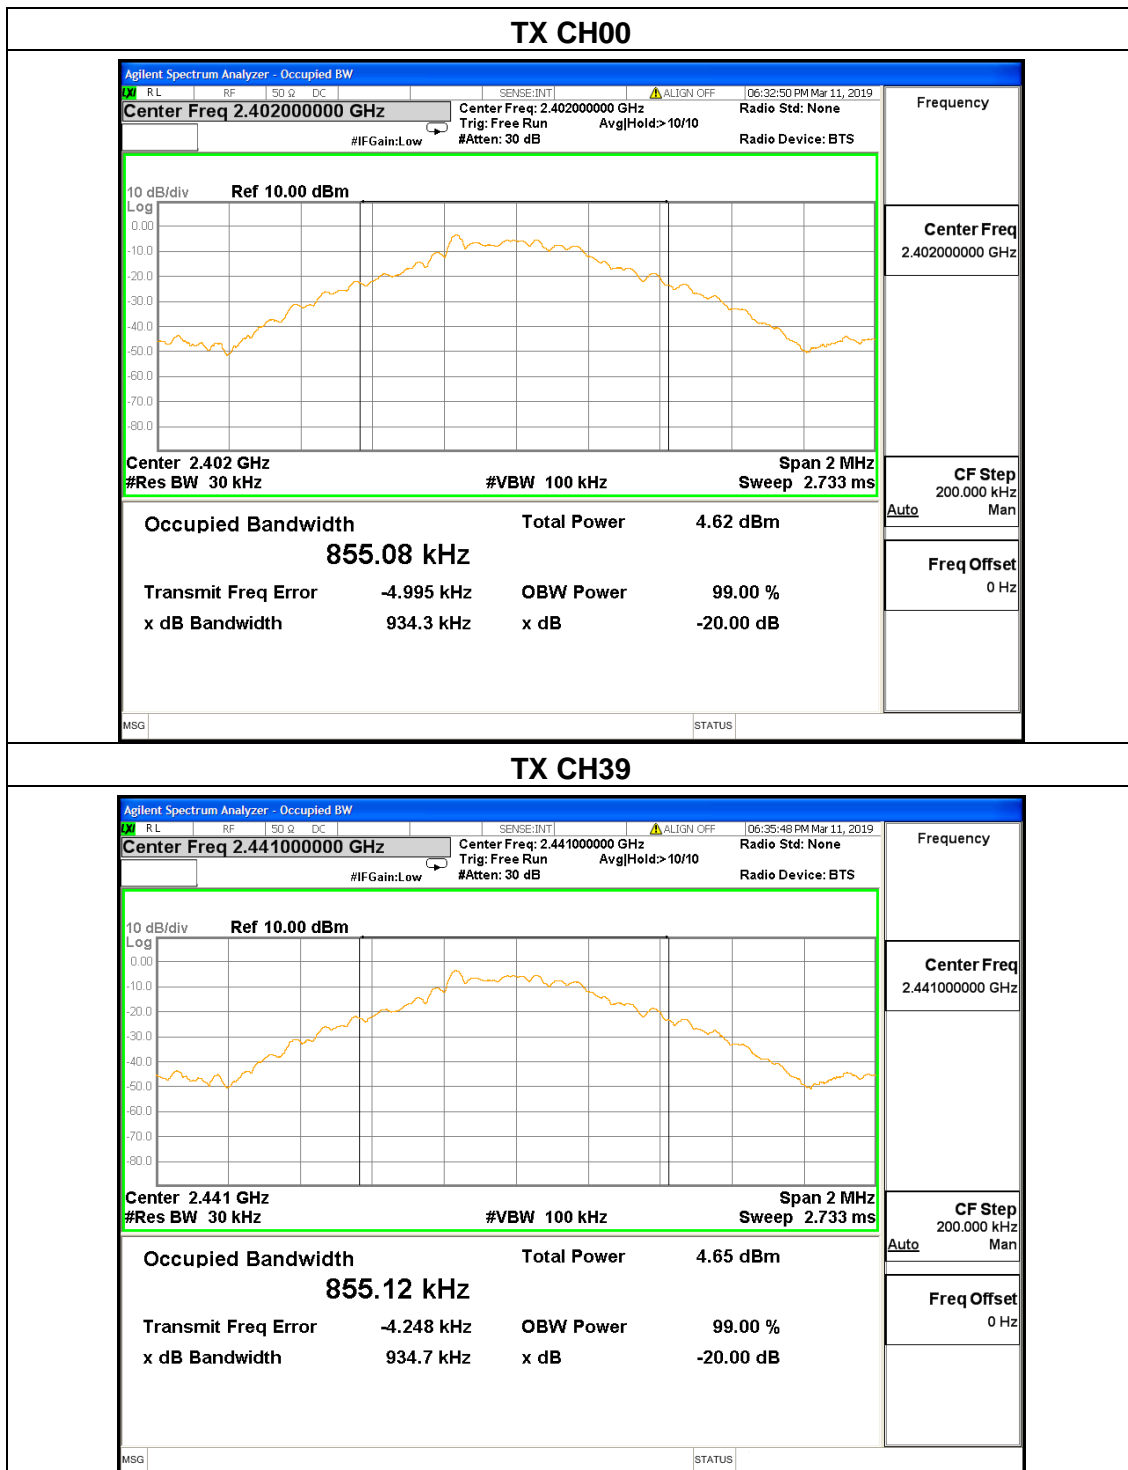 TX CH00
Agilent Spectrum Analyzer - Occupied BW
LXI RL RF 50 Ω DC SENSE:INT ALIGN OFF 06:32:50 PM Mar 11, 2019
Center Freq 2.402000000 GHz
Center Freq: 2.402000000 GHz Radio Std: None
Trig: Free Run Avg|Hold:>10/10
#IFGain:Low #Atten: 30 dB Radio Device: BTS
Frequency
10 dB/div Ref 10.00 dBm
Log
0.00
-10.0
-20.0
-30.0
-40.0
-50.0
-60.0
-70.0
-80.0
Center Freq
2.402000000 GHz
Center 2.402 GHz Span 2 MHz
#Res BW 30 kHz #VBW 100 kHz Sweep 2.733 ms
CF Step
200.000 kHz
Auto Man
Occupied Bandwidth Total Power 4.62 dBm
855.08 kHz
Transmit Freq Error -4.995 kHz OBW Power 99.00 %
x dB Bandwidth 934.3 kHz x dB -20.00 dB
Freq Offset
0 Hz
MSG STATUS
TX CH39
Agilent Spectrum Analyzer - Occupied BW
LXI RL RF 50 Ω DC SENSE:INT ALIGN OFF 06:35:48 PM Mar 11, 2019
Center Freq 2.441000000 GHz
Center Freq: 2.441000000 GHz Radio Std: None
Trig: Free Run Avg|Hold:>10/10
#IFGain:Low #Atten: 30 dB Radio Device: BTS
Frequency
10 dB/div Ref 10.00 dBm
Log
0.00
-10.0
-20.0
-30.0
-40.0
-50.0
-60.0
-70.0
-80.0
Center Freq
2.441000000 GHz
Center 2.441 GHz Span 2 MHz
#Res BW 30 kHz #VBW 100 kHz Sweep 2.733 ms
CF Step
200.000 kHz
Auto Man
Occupied Bandwidth Total Power 4.65 dBm
855.12 kHz
Transmit Freq Error -4.248 kHz OBW Power 99.00 %
x dB Bandwidth 934.7 kHz x dB -20.00 dB
Freq Offset
0 Hz
MSG STATUS